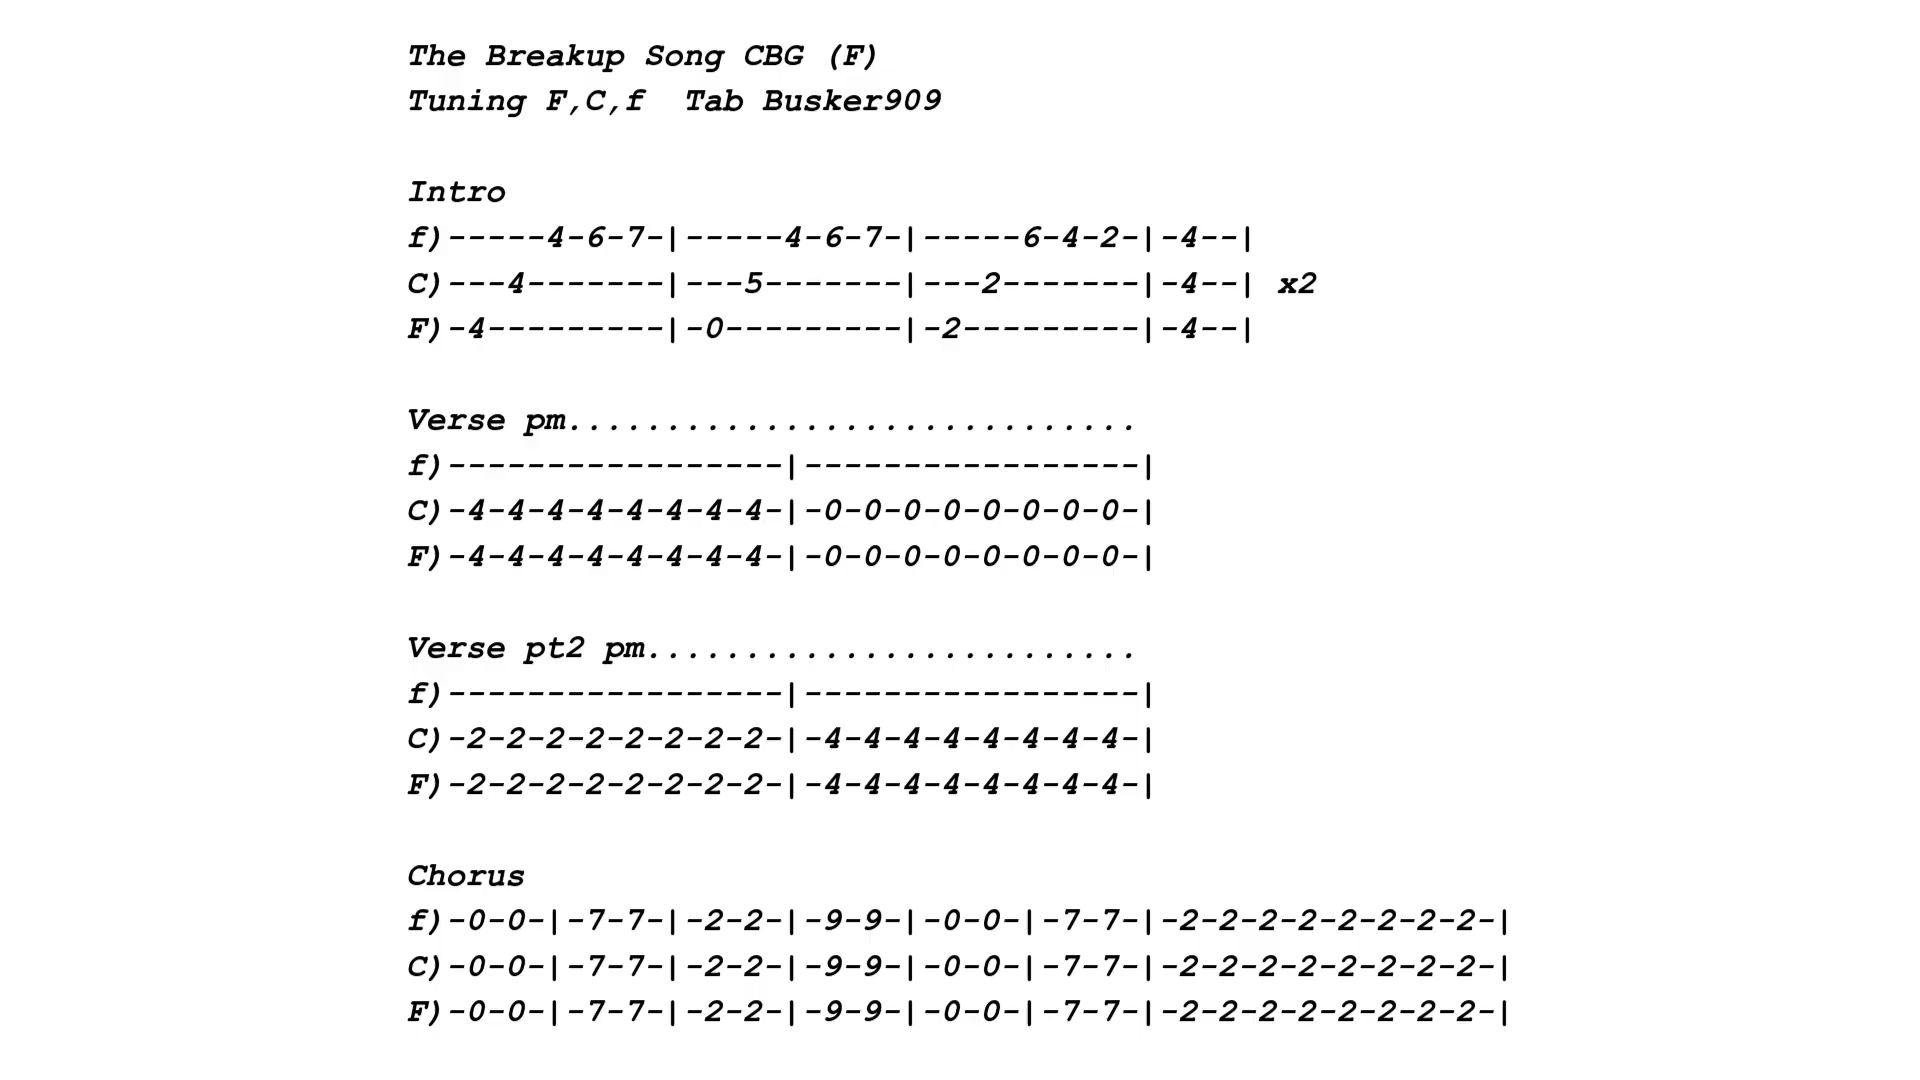 The Breakup Song CBG (F)
Tuning F,C,f  Tab Busker909

Intro
f)-----4-6-7-|-----4-6-7-|-----6-4-2-|-4--|
C)---4-------|---5-------|---2-------|-4--| x2
F)-4---------|-0---------|-2---------|-4--|

Verse pm.............................
f)-----------------|-----------------|
C)-4-4-4-4-4-4-4-4-|-0-0-0-0-0-0-0-0-|
F)-4-4-4-4-4-4-4-4-|-0-0-0-0-0-0-0-0-|

Verse pt2 pm.........................
f)-----------------|-----------------|
C)-2-2-2-2-2-2-2-2-|-4-4-4-4-4-4-4-4-|
F)-2-2-2-2-2-2-2-2-|-4-4-4-4-4-4-4-4-|

Chorus
f)-0-0-|-7-7-|-2-2-|-9-9-|-0-0-|-7-7-|-2-2-2-2-2-2-2-2-|
C)-0-0-|-7-7-|-2-2-|-9-9-|-0-0-|-7-7-|-2-2-2-2-2-2-2-2-|
F)-0-0-|-7-7-|-2-2-|-9-9-|-0-0-|-7-7-|-2-2-2-2-2-2-2-2-|